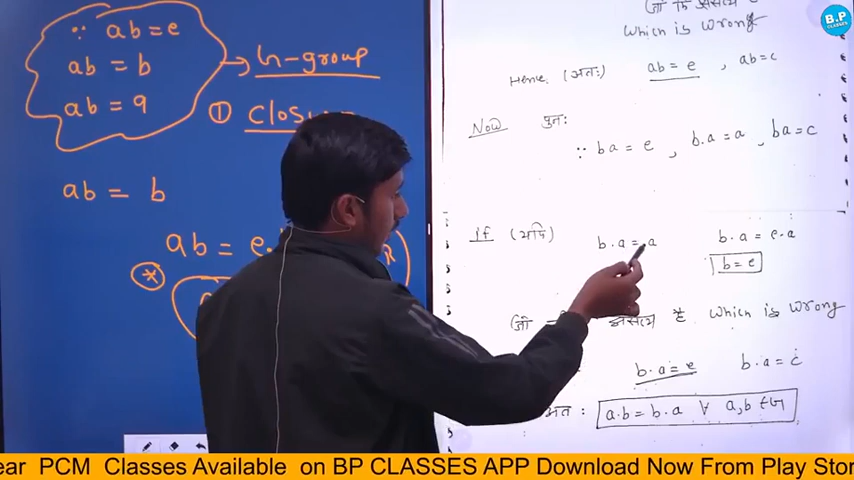 ∵ ab = e
ab = b
ab = a
→ In-group
① closu
ab = b
ab = e.
*
B.P
CLASSES
जो कि असत्य
Which is wrong
Hence (अतः) ab = e , ab = c
Now पुनः
∵ ba = e , b.a = a , ba = c
If (यदि) b.a = a b.a = e.a
b = e
जो असत्य है which is wrong
b.a = e b.a = c
अतः a.b = b.a ∀ a,b ∈ G
ear PCM Classes Available on BP CLASSES APP Download Now From Play Stor